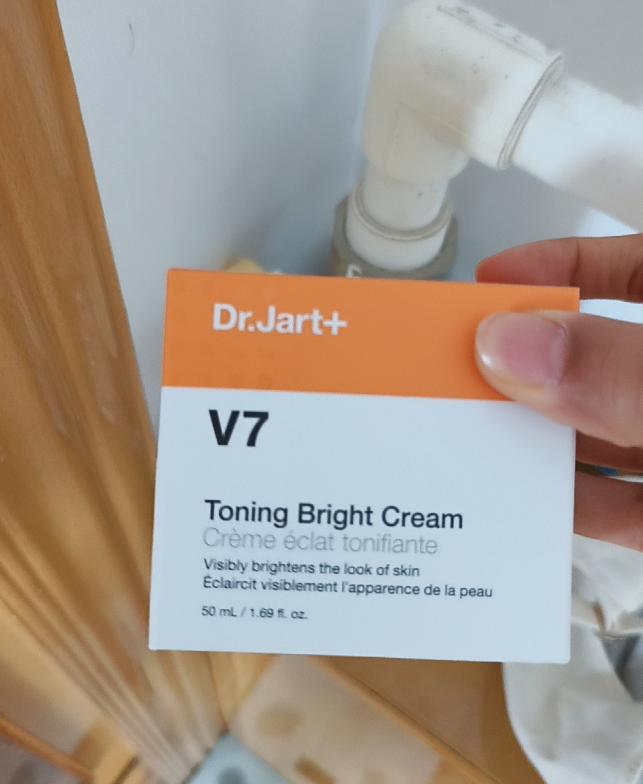 Dr.Jart+
V7
Toning Bright Cream
Crème éclat tonifiante
Visibly brightens the look of skin
Éclaircit visiblement l'apparence de la peau
50 mL / 1.69 fl. oz.